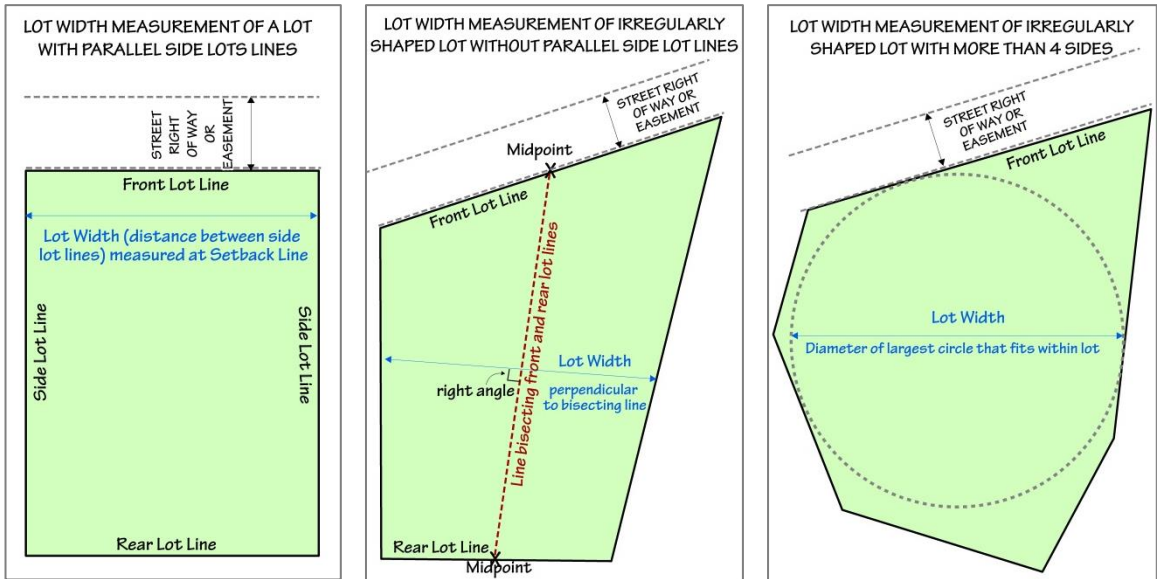 LOT WIDTH MEASUREMENT OF A LOT
WITH PARALLEL SIDE LOTS LINES
STREET
RIGHT
OF WAY
OR
EASEMENT
Front Lot Line
Lot Width (distance between side
lot lines) measured at Setback Line
Side Lot Line
Side Lot Line
Rear Lot Line
LOT WIDTH MEASUREMENT OF IRREGULARLY
SHAPED LOT WITHOUT PARALLEL SIDE LOT LINES
STREET RIGHT
OF WAY OR
EASEMENT
Midpoint
Front Lot Line
Line bisecting front and rear lot lines
Lot Width
right angle
perpendicular
to bisecting line
Rear Lot Line
Midpoint
LOT WIDTH MEASUREMENT OF IRREGULARLY
SHAPED LOT WITH MORE THAN 4 SIDES
STREET RIGHT
OF WAY OR
EASEMENT
Front Lot Line
Lot Width
Diameter of largest circle that fits within lot